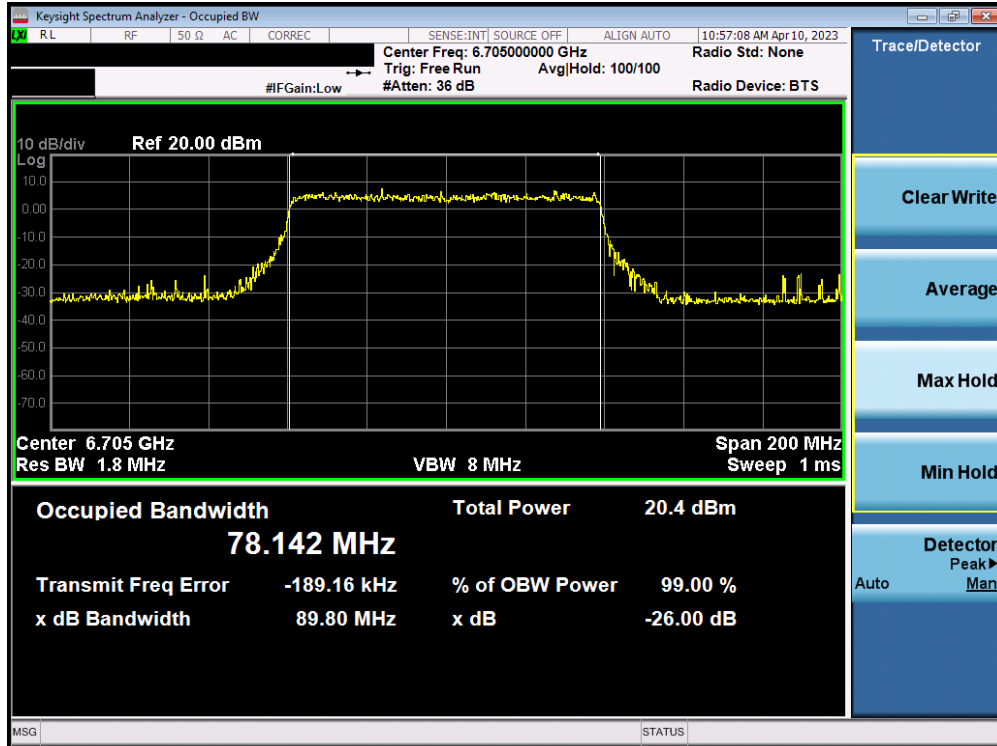 Keysight Spectrum Analyzer - Occupied BW
LXI RL RF 50 Ω AC CORREC SENSE:INT SOURCE OFF ALIGN AUTO 10:57:08 AM Apr 10, 2023
Center Freq: 6.705000000 GHz Radio Std: None
Trig: Free Run Avg|Hold: 100/100
#IFGain:Low #Atten: 36 dB Radio Device: BTS
10 dB/div Ref 20.00 dBm
Log
10.0
0.00
-10.0
-20.0
-30.0
-40.0
-50.0
-60.0
-70.0
Center 6.705 GHz Span 200 MHz
Res BW 1.8 MHz VBW 8 MHz Sweep 1 ms
Occupied Bandwidth Total Power 20.4 dBm
78.142 MHz
Transmit Freq Error -189.16 kHz % of OBW Power 99.00 %
x dB Bandwidth 89.80 MHz x dB -26.00 dB
MSG STATUS
Trace/Detector
Clear Write
Average
Max Hold
Min Hold
Detector
Peak▶
Auto Man